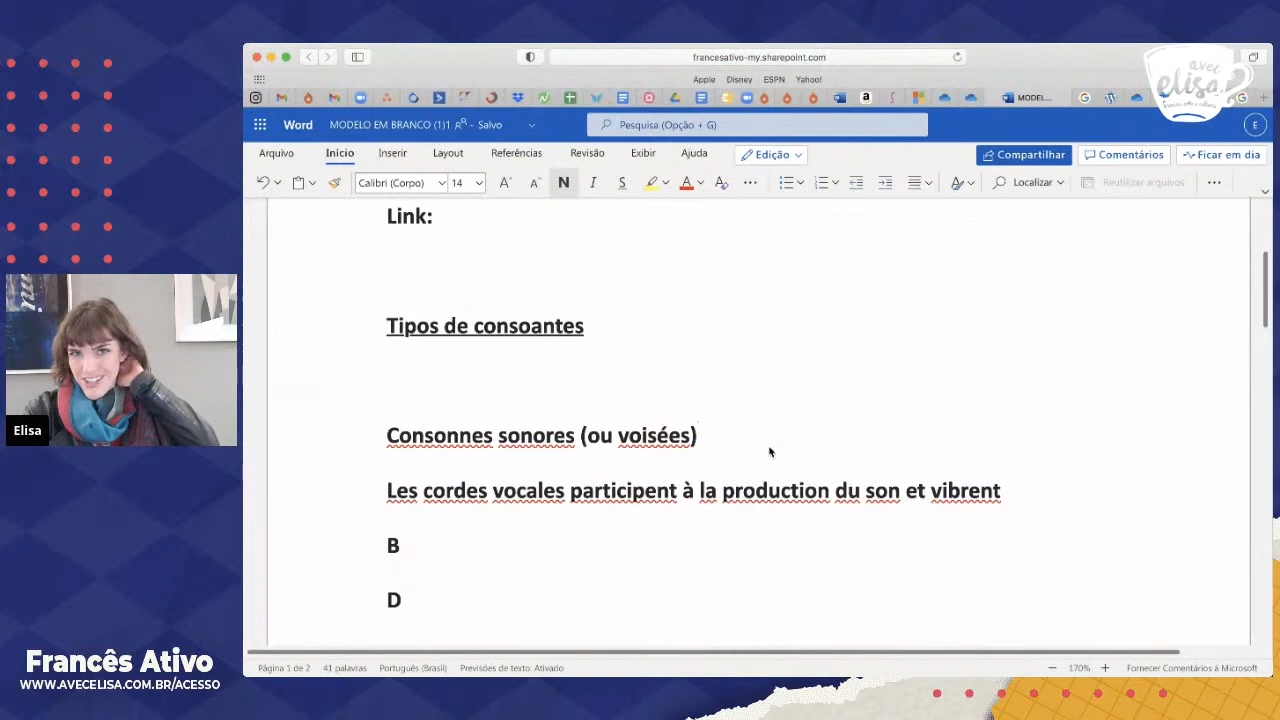 francesativo-my.sharepoint.com
Apple Disney ESPN Yahoo!
MODEL...
avec
elisa
Word MODELO EM BRANCO (1)1 - Salvo
Pesquisa (Opção + G)
E
Arquivo Início Inserir Layout Referências Revisão Exibir Ajuda Edição Compartilhar Comentários Ficar em dia
Calibri (Corpo) 14 N I S Localizar Reutilizar arquivos
Link:
Tipos de consoantes
Consonnes sonores (ou voisées)
Les cordes vocales participent à la production du son et vibrent
B
D
Elisa
Francês Ativo
WWW.AVECELISA.COM.BR/ACESSO
Página 1 de 2 41 palavras Português (Brasil) Previsões de texto: Ativado 170% Fornecer Comentários à Microsoft